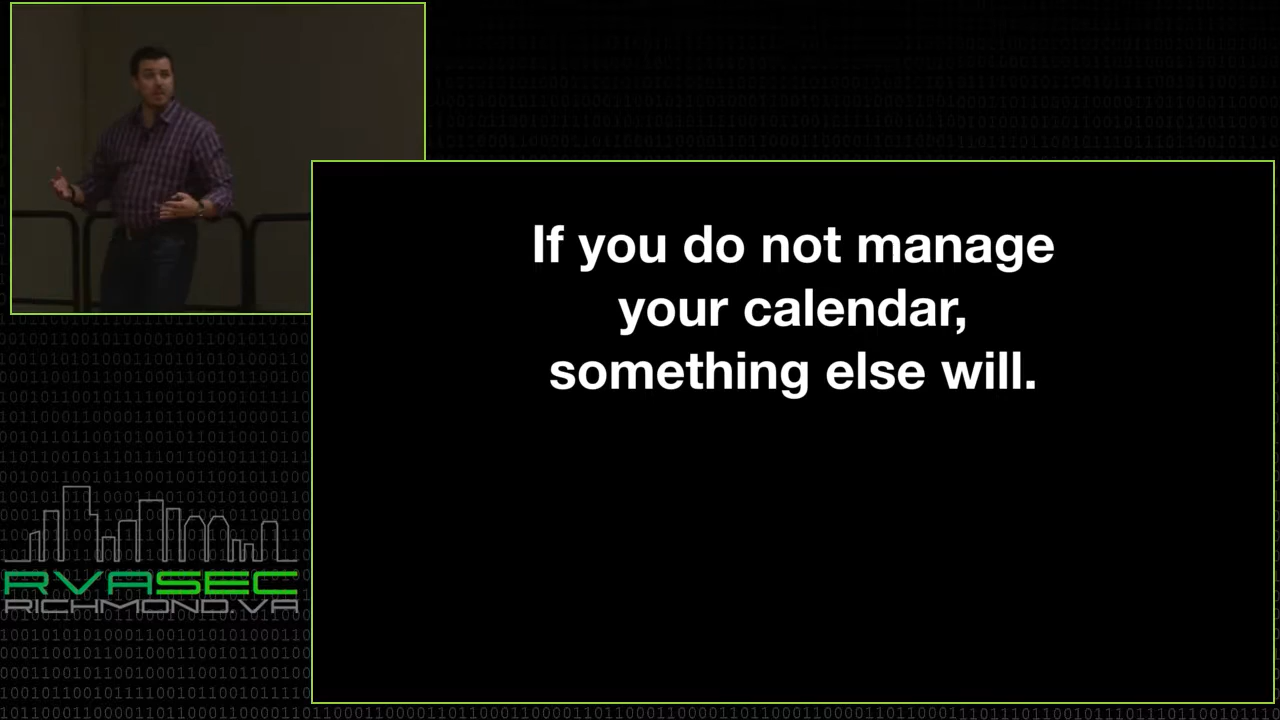 If you do not manage
your calendar,
something else will.
RVASEC
RICHMOND.VA